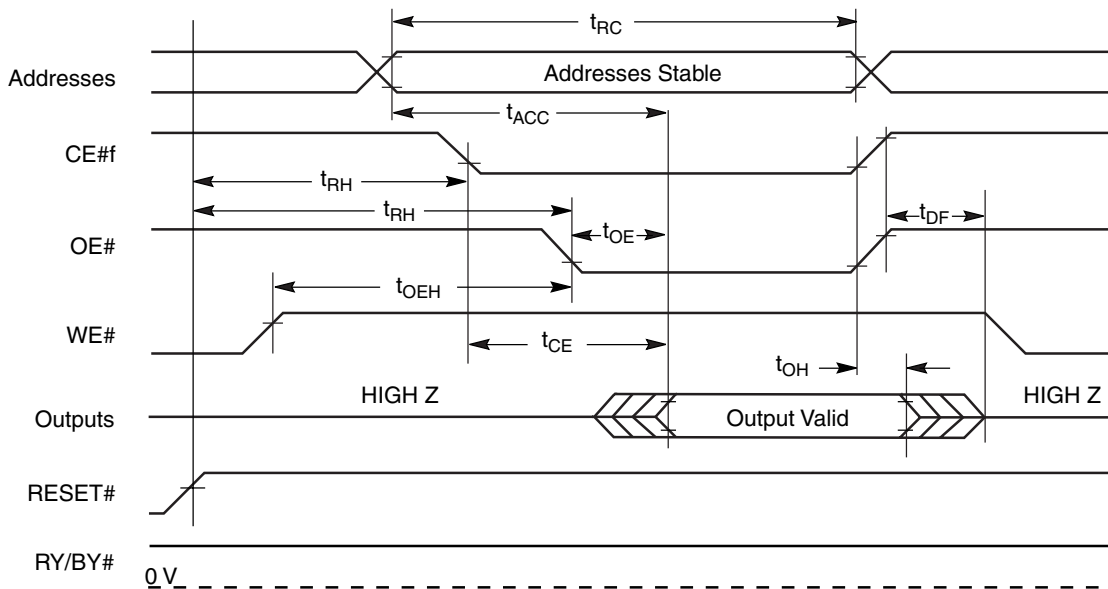 tRC
Addresses
Addresses Stable
tACC
CE#f
tRH
tRH
tDF
OE#
tOE
tOEH
WE#
tCE
tOH
HIGH Z
HIGH Z
Outputs
Output Valid
RESET#
RY/BY#
0 V